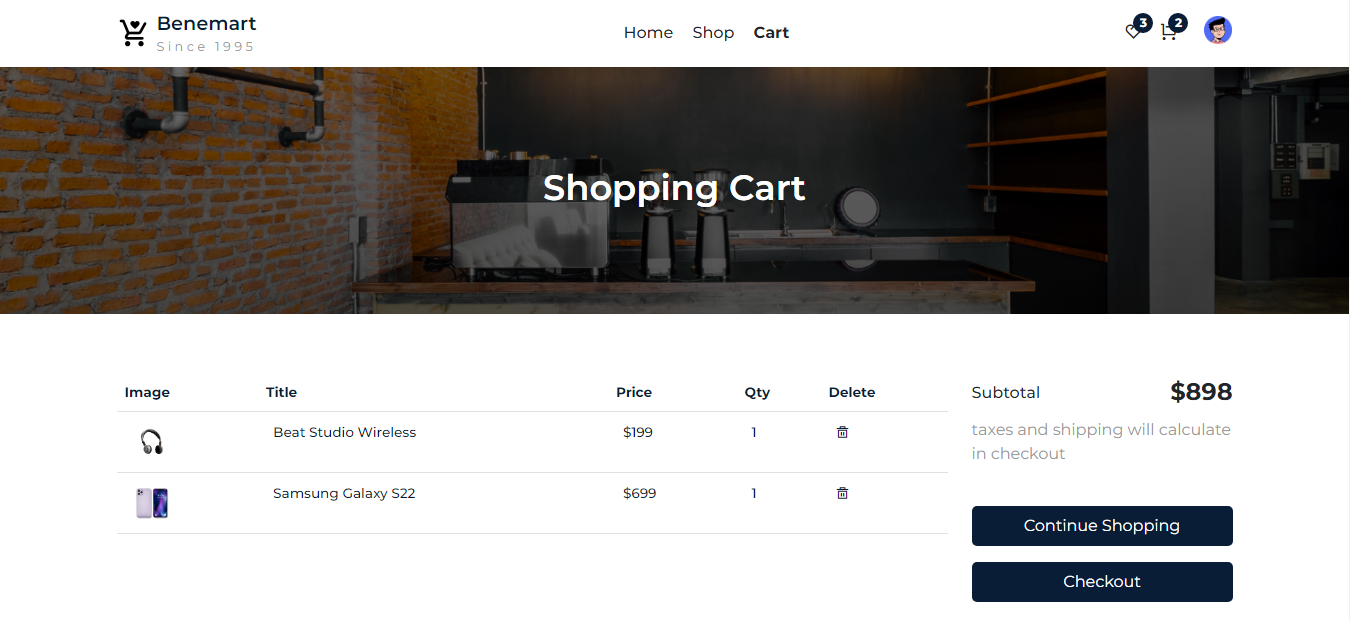 Benemart
Since 1995
Home Shop Cart
3 2
Shopping Cart
Image Title Price Qty Delete
Beat Studio Wireless $199 1
Samsung Galaxy S22 $699 1
Subtotal $898
taxes and shipping will calculate
in checkout
Continue Shopping
Checkout